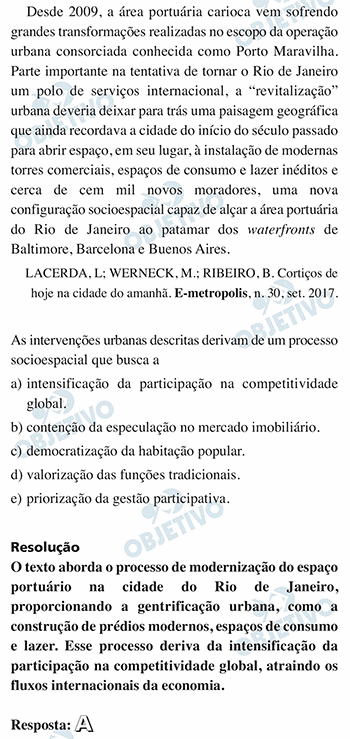 Desde 2009, a área portuária carioca vem sofrendo
grandes transformações realizadas no escopo da operação
urbana consorciada conhecida como Porto Maravilha.
Parte importante na tentativa de tornar o Rio de Janeiro
um polo de serviços internacional, a “revitalização”
urbana deveria deixar para trás uma paisagem geográfica
que ainda recordava a cidade do início do século passado
para abrir espaço, em seu lugar, à instalação de modernas
torres comerciais, espaços de consumo e lazer inéditos e
cerca de cem mil novos moradores, uma nova
configuração socioespacial capaz de alçar a área portuária
do Rio de Janeiro ao patamar dos waterfronts de
Baltimore, Barcelona e Buenos Aires.
LACERDA, L; WERNECK, M.; RIBEIRO, B. Cortiços de
hoje na cidade do amanhã. E-metropolis, n. 30, set. 2017.
As intervenções urbanas descritas derivam de um processo
socioespacial que busca a
a) intensificação da participação na competitividade
global.
b) contenção da especulação no mercado imobiliário.
c) democratização da habitação popular.
d) valorização das funções tradicionais.
e) priorização da gestão participativa.
Resolução
O texto aborda o processo de modernização do espaço
portuário na cidade do Rio de Janeiro,
proporcionando a gentrificação urbana, como a
construção de prédios modernos, espaços de consumo
e lazer. Esse processo deriva da intensificação da
participação na competitividade global, atraindo os
fluxos internacionais da economia.
Resposta: A
OBJETIVO
OBJETIVO
OBJETIVO
OBJETIVO
OBJETIVO
OBJETIVO
OBJETIVO